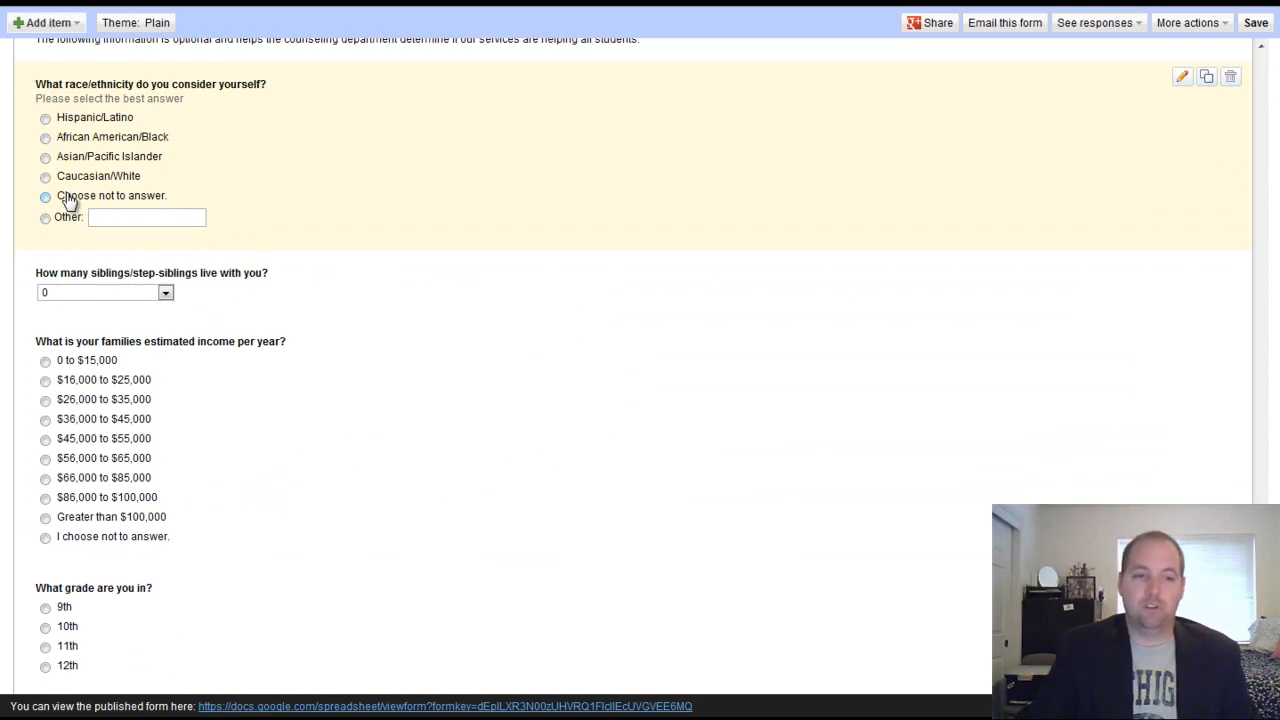 Add item
Theme: Plain
Share
Email this form
See responses
More actions
Save
The following information is optional and helps the counseling department determine if our services are helping all students.
What race/ethnicity do you consider yourself?
Please select the best answer
Hispanic/Latino
African American/Black
Asian/Pacific Islander
Caucasian/White
Choose not to answer.
Other:
How many siblings/step-siblings live with you?
0
What is your families estimated income per year?
0 to $15,000
$16,000 to $25,000
$26,000 to $35,000
$36,000 to $45,000
$45,000 to $55,000
$56,000 to $65,000
$66,000 to $85,000
$86,000 to $100,000
Greater than $100,000
I choose not to answer.
What grade are you in?
9th
10th
11th
12th
You can view the published form here: